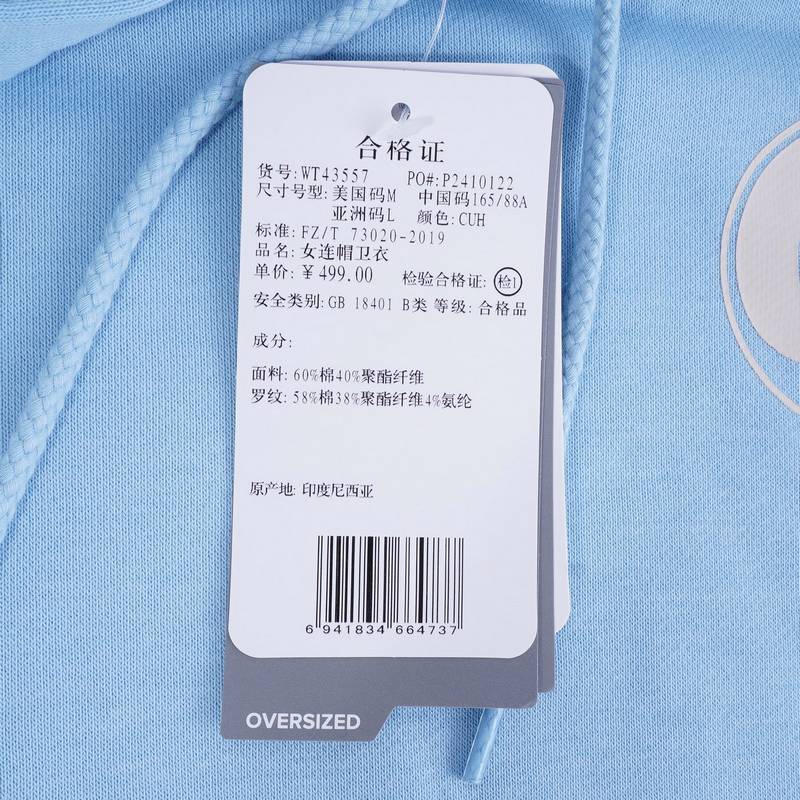 合格证
货号: WT43557 PO#: P2410122
尺寸号型: 美国码M 中国码165/88A
亚洲码L 颜色: CUH
标准: FZ/T 73020-2019
品名: 女连帽卫衣
单价: ¥499.00 检验合格证: 检1
安全类别: GB 18401 B类 等级: 合格品
成分:
面料: 60%棉40%聚酯纤维
罗纹: 58%棉38%聚酯纤维4%氨纶
原产地: 印度尼西亚
6 941834 664737
OVERSIZED